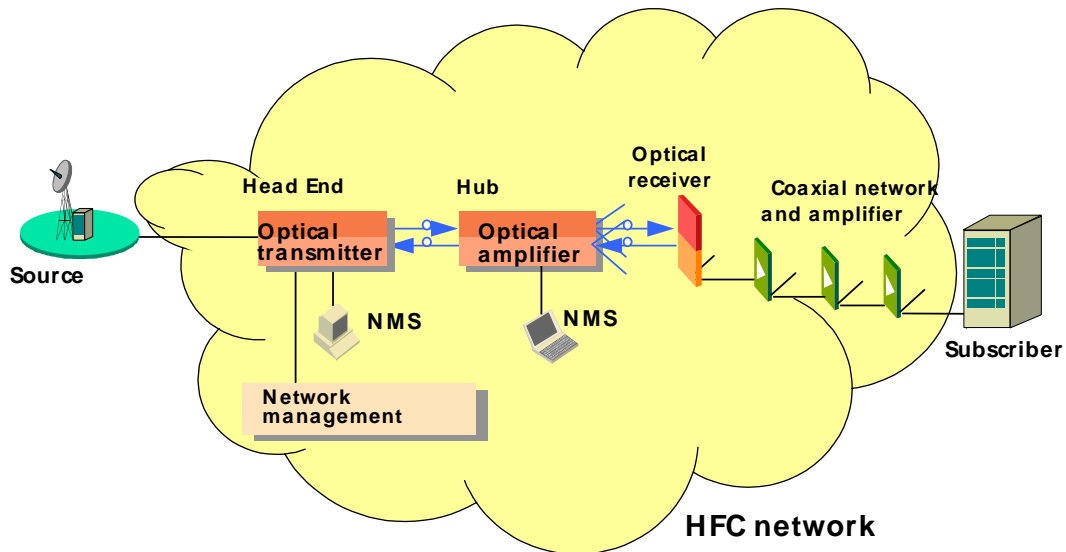 Head End
Hub
Optical
receiver
Coaxial network
and amplifier
Optical
transmitter
Optical
amplifier
Source
NMS
NMS
Subscriber
Network
management
HFC network